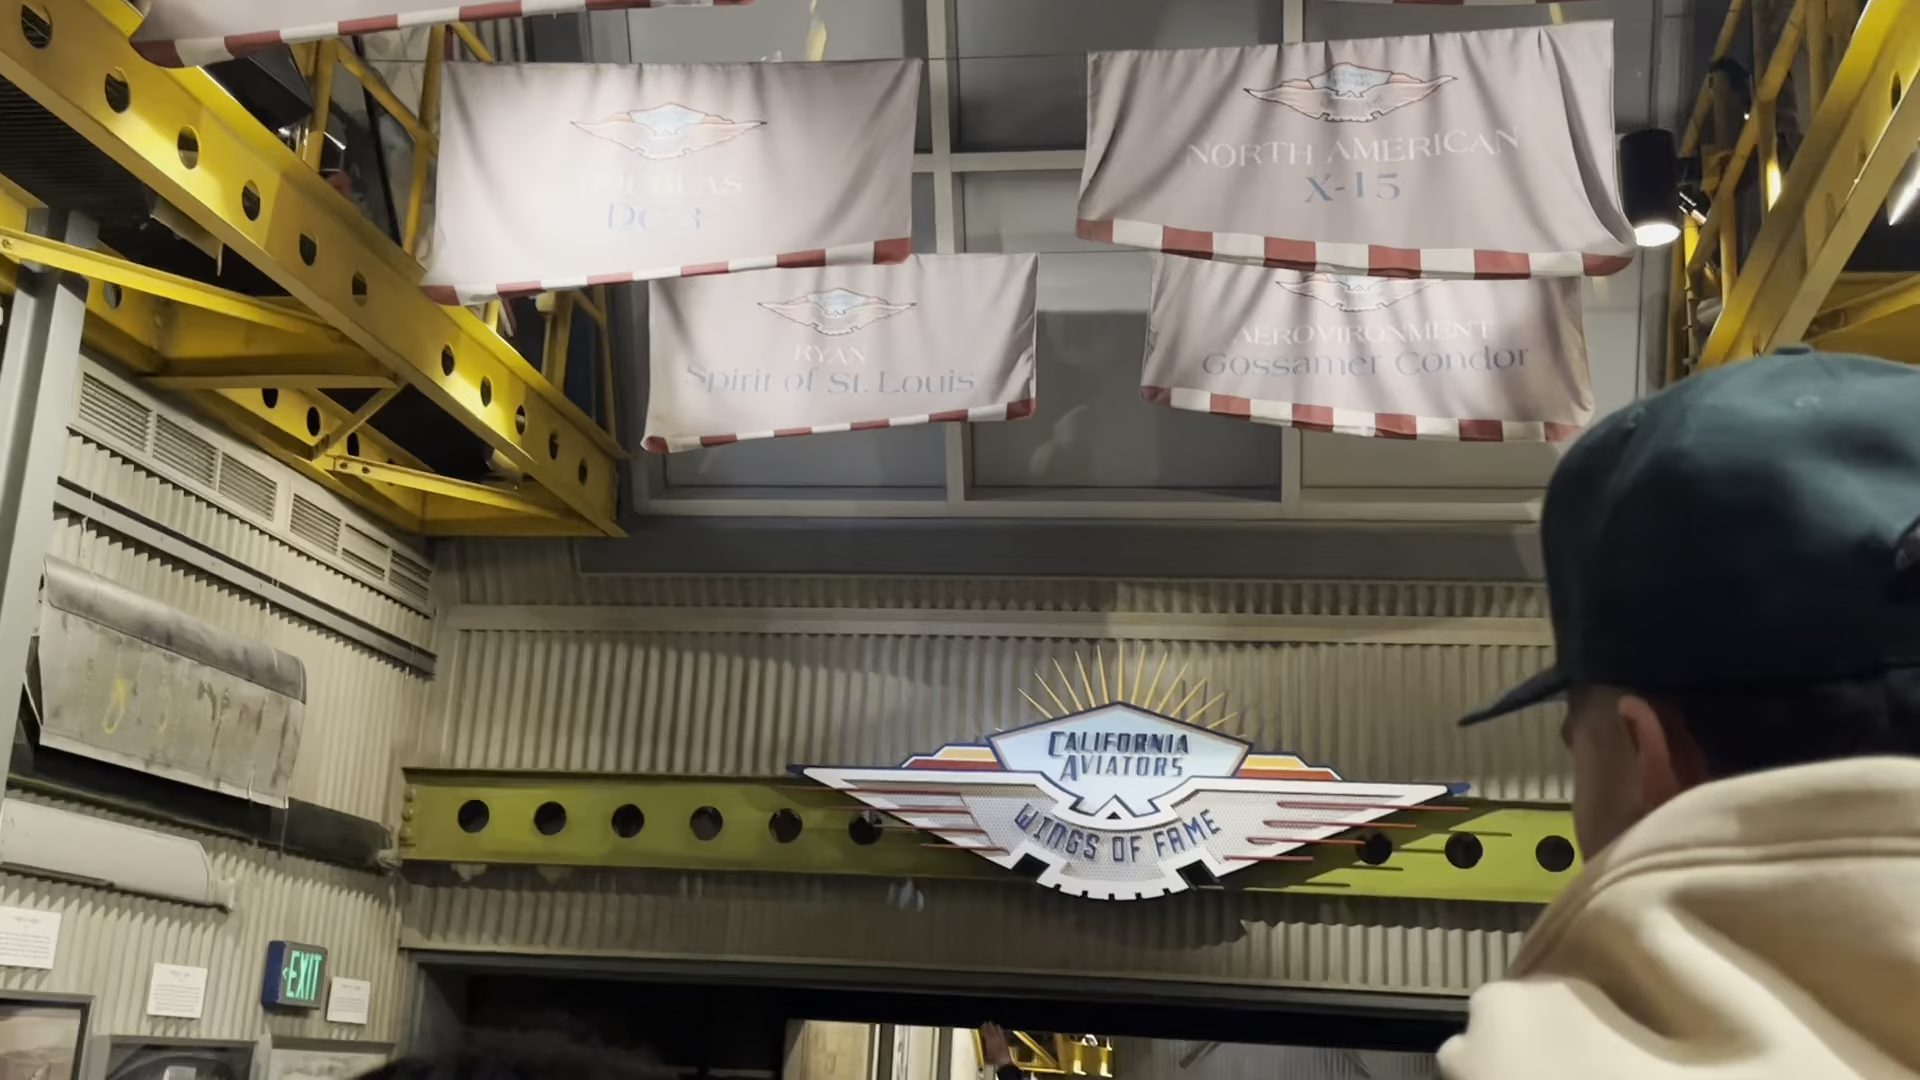 DOUGLAS
DC-3
NORTH AMERICAN
X-15
RYAN
Spirit of St. Louis
AEROVIRONMENT
Gossamer Condor
CALIFORNIA
AVIATORS
WINGS OF FAME
EXIT